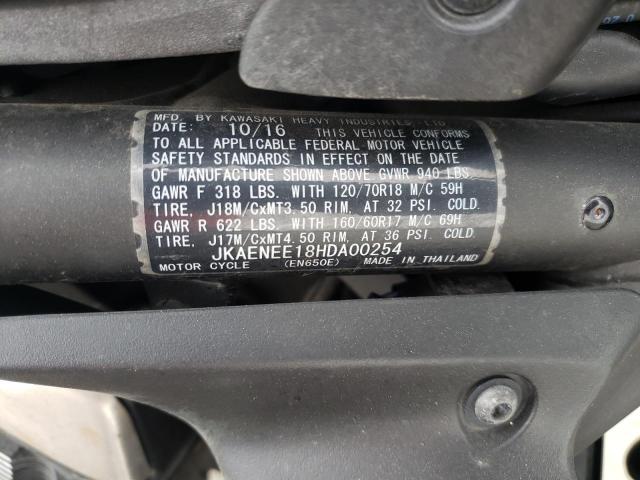 MFD. BY KAWASAKI HEAVY INDUSTRIES, LTD
DATE: 10/16 THIS VEHICLE CONFORMS
TO ALL APPLICABLE FEDERAL MOTOR VEHICLE
SAFETY STANDARDS IN EFFECT ON THE DATE
OF MANUFACTURE SHOWN ABOVE GVWR 940 LBS.
GAWR F 318 LBS. WITH 120/70R18 M/C 59H
TIRE, J18M/CxMT3.50 RIM, AT 32 PSI. COLD.
GAWR R 622 LBS. WITH 160/60R17 M/C 69H
TIRE, J17M/CxMT4.50 RIM, AT 36 PSI. COLD.
JKAENEE18HDA00254
MOTOR CYCLE (EN650E) MADE IN THAILAND